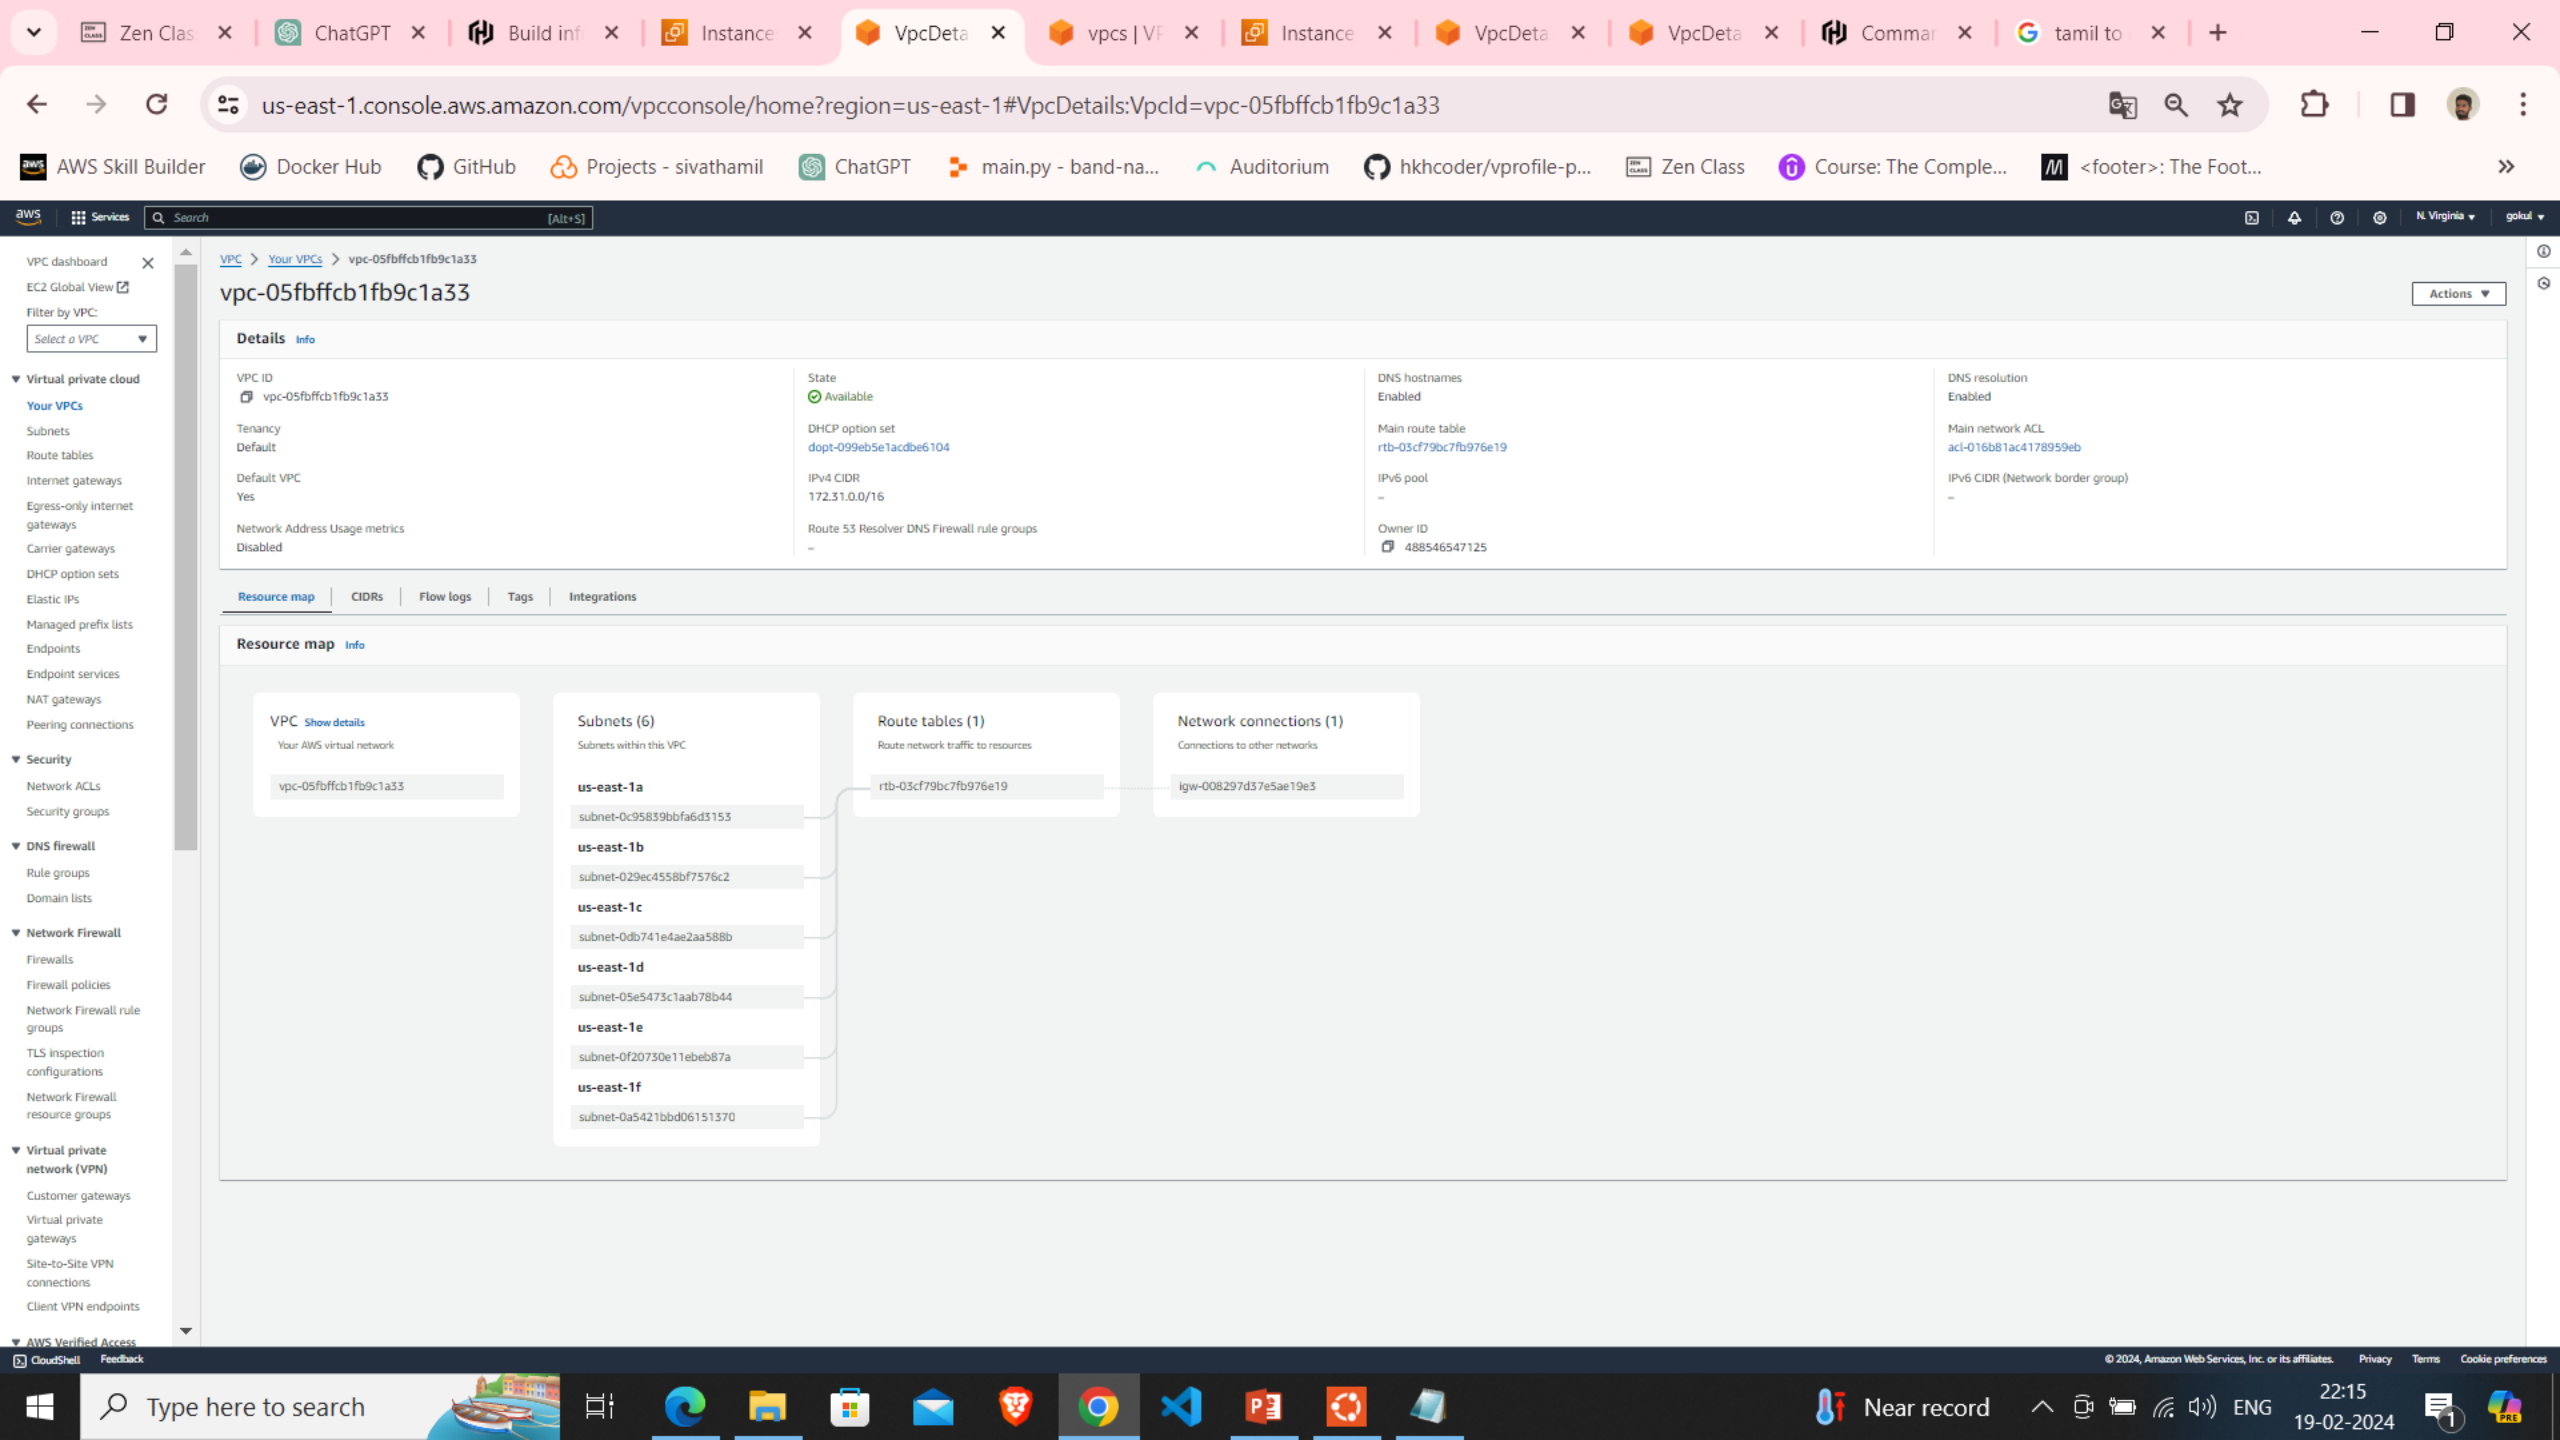 Zen Clas
ChatGPT
Build inf
Instance
VpcDeta
vpcs | VP
Instance
VpcDeta
VpcDeta
Commar
tamil to
us-east-1.console.aws.amazon.com/vpcconsole/home?region=us-east-1#VpcDetails:VpcId=vpc-05fbffcb1fb9c1a33
AWS Skill Builder
Docker Hub
GitHub
Projects - sivathamil
ChatGPT
main.py - band-na...
Auditorium
hkhcoder/vprofile-p...
Zen Class
Course: The Comple...
<footer>: The Foot...
aws
Services
Search
[Alt+S]
N. Virginia
gokul
VPC dashboard
EC2 Global View
Filter by VPC:
Select a VPC
Virtual private cloud
Your VPCs
Subnets
Route tables
Internet gateways
Egress-only internet
gateways
Carrier gateways
DHCP option sets
Elastic IPs
Managed prefix lists
Endpoints
Endpoint services
NAT gateways
Peering connections
Security
Network ACLs
Security groups
DNS firewall
Rule groups
Domain lists
Network Firewall
Firewalls
Firewall policies
Network Firewall rule
groups
TLS inspection
configurations
Network Firewall
resource groups
Virtual private
network (VPN)
Customer gateways
Virtual private
gateways
Site-to-Site VPN
connections
Client VPN endpoints
AWS Verified Access
VPC > Your VPCs > vpc-05fbffcb1fb9c1a33
vpc-05fbffcb1fb9c1a33
Actions
Details Info
VPC ID
vpc-05fbffcb1fb9c1a33
State
Available
DNS hostnames
Enabled
DNS resolution
Enabled
Tenancy
Default
DHCP option set
dopt-099eb5e1acdbe6104
Main route table
rtb-03cf79bc7fb976e19
Main network ACL
acl-016b81ac4178959eb
Default VPC
Yes
IPv4 CIDR
172.31.0.0/16
IPv6 pool
–
IPv6 CIDR (Network border group)
–
Network Address Usage metrics
Disabled
Route 53 Resolver DNS Firewall rule groups
–
Owner ID
488546547125
Resource map
CIDRs
Flow logs
Tags
Integrations
Resource map Info
VPC Show details
Your AWS virtual network
vpc-05fbffcb1fb9c1a33
Subnets (6)
Subnets within this VPC
us-east-1a
subnet-0c95839bbfa6d3153
us-east-1b
subnet-029ec4558bf7576c2
us-east-1c
subnet-0db741e4ae2aa588b
us-east-1d
subnet-05e5473c1aab78b44
us-east-1e
subnet-0f20730e11ebeb87a
us-east-1f
subnet-0a5421bbd06151370
Route tables (1)
Route network traffic to resources
rtb-03cf79bc7fb976e19
Network connections (1)
Connections to other networks
igw-008297d37e5ae19e3
CloudShell
Feedback
© 2024, Amazon Web Services, Inc. or its affiliates.
Privacy
Terms
Cookie preferences
Type here to search
Near record
ENG
22:15
19-02-2024
1
PRE